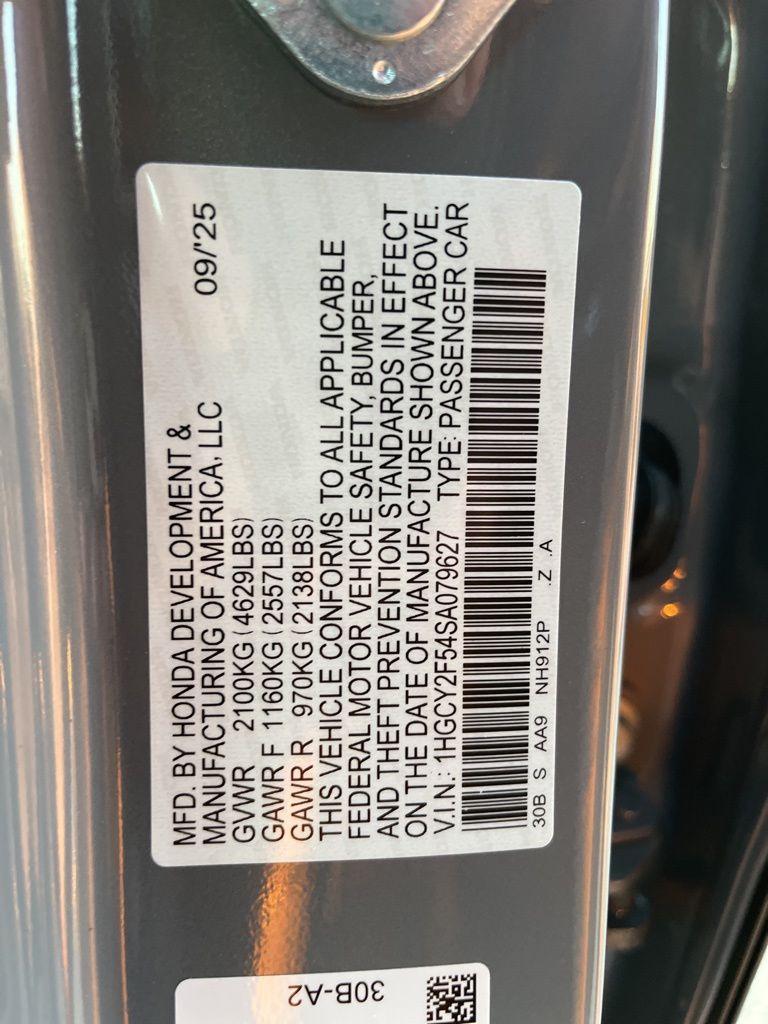 MFD. BY HONDA DEVELOPMENT &
MANUFACTURING OF AMERICA, LLC 09/'25
GVWR 2100KG (4629LBS)
GAWR F 1160KG (2557LBS)
GAWR R 970KG (2138LBS)
THIS VEHICLE CONFORMS TO ALL APPLICABLE
FEDERAL MOTOR VEHICLE SAFETY, BUMPER,
AND THEFT PREVENTION STANDARDS IN EFFECT
ON THE DATE OF MANUFACTURE SHOWN ABOVE.
V.I.N.: 1HGCY2F54SA079627 TYPE: PASSENGER CAR
30B S AA9 NH912P .Z .A
30B-A2